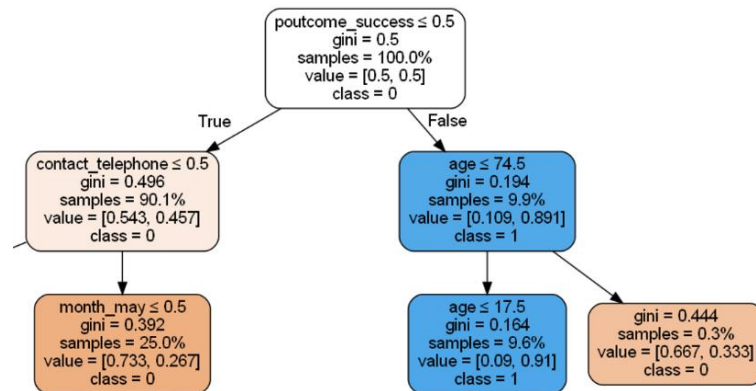 poutcome_success ≤ 0.5
gini = 0.5
samples = 100.0%
value = [0.5, 0.5]
class = 0
True
False
contact_telephone ≤ 0.5
gini = 0.496
samples = 90.1%
value = [0.543, 0.457]
class = 0
age ≤ 74.5
gini = 0.194
samples = 9.9%
value = [0.109, 0.891]
class = 1
month_may ≤ 0.5
gini = 0.392
samples = 25.0%
value = [0.733, 0.267]
class = 0
age ≤ 17.5
gini = 0.164
samples = 9.6%
value = [0.09, 0.91]
class = 1
gini = 0.444
samples = 0.3%
value = [0.667, 0.333]
class = 0